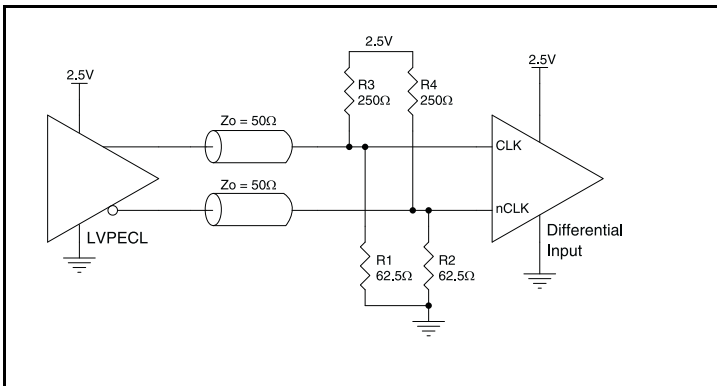 2.5V
2.5V
2.5V
R3
250Ω
R4
250Ω
Zo = 50Ω
CLK
Zo = 50Ω
nCLK
LVPECL
Differential
Input
R1
62.5Ω
R2
62.5Ω